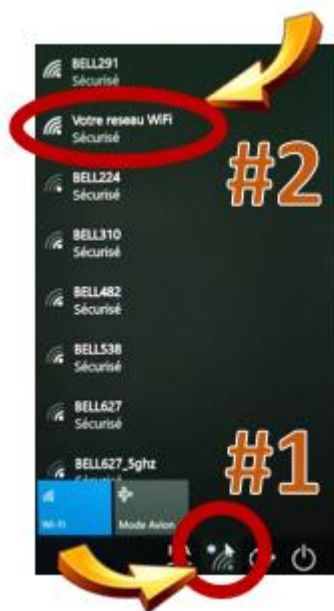 BELL291
Sécurisé
Votre reseau WiFi
Sécurisé
#2
BELL224
Sécurisé
BELL310
Sécurisé
BELL482
Sécurisé
BELL538
Sécurisé
BELL627
Sécurisé
BELL627_5ghz
Sécurisé
#1
Wi-Fi
Mode Avion